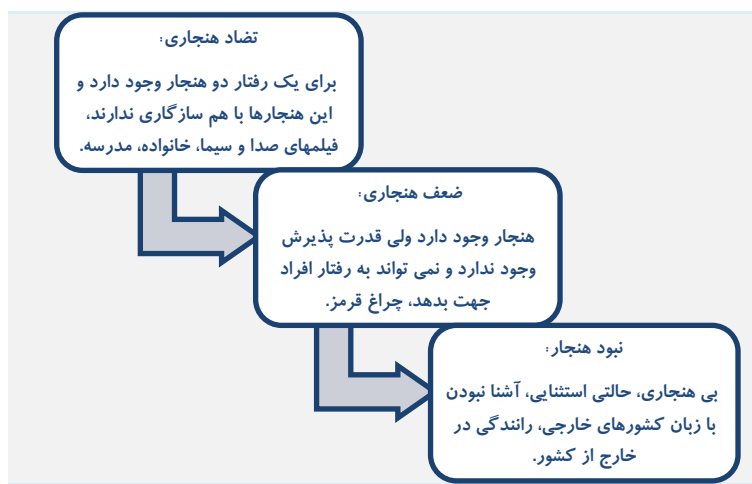 تضاد هنجاری:
برای یک رفتار دو هنجار وجود دارد و
این هنجارها با هم سازگاری ندارند،
فیلمهای صدا و سیما، خانواده، مدرسه.
ضعف هنجاری:
هنجار وجود دارد ولی قدرت پذیرش
وجود ندارد و نمی تواند به رفتار افراد
جهت بدهد، چراغ قرمز.
نبود هنجار:
بی هنجاری، حالتی استثنایی، آشنا نبودن
با زبان کشورهای خارجی، رانندگی در
خارج از کشور.